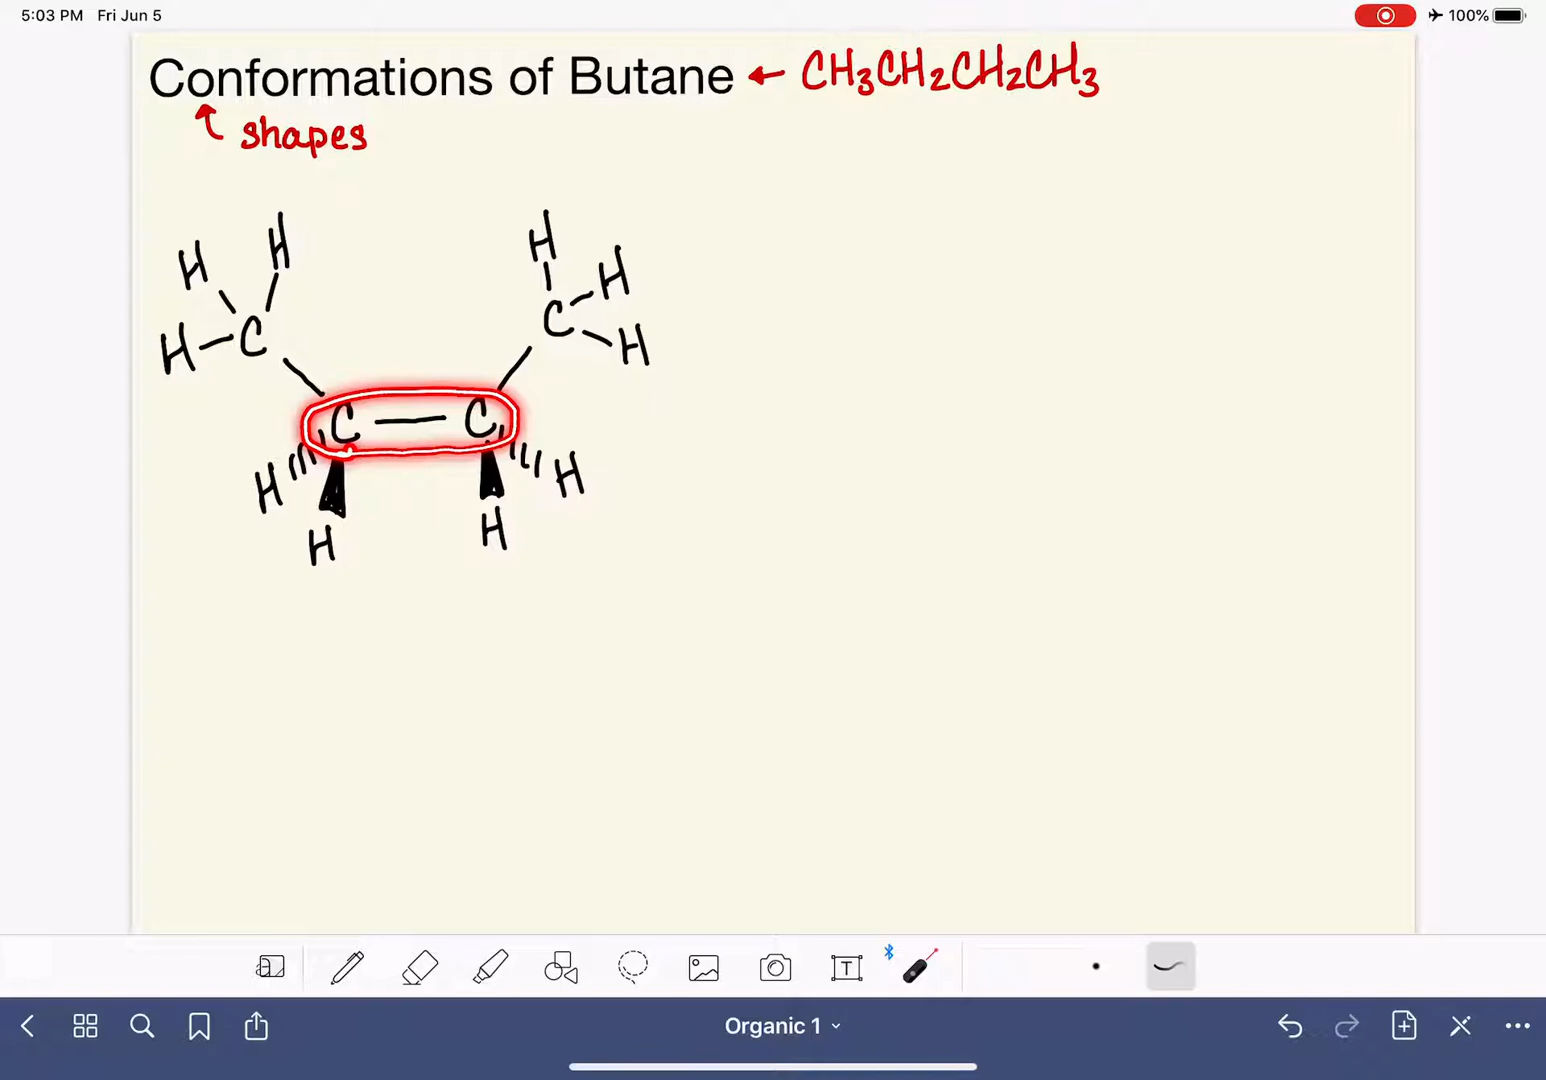 5:03 PM Fri Jun 5
100%
Conformations of Butane ← CH₃CH₂CH₂CH₃
shapes
H H H
H
H C C H
C — C
H H
H H
T
Organic 1